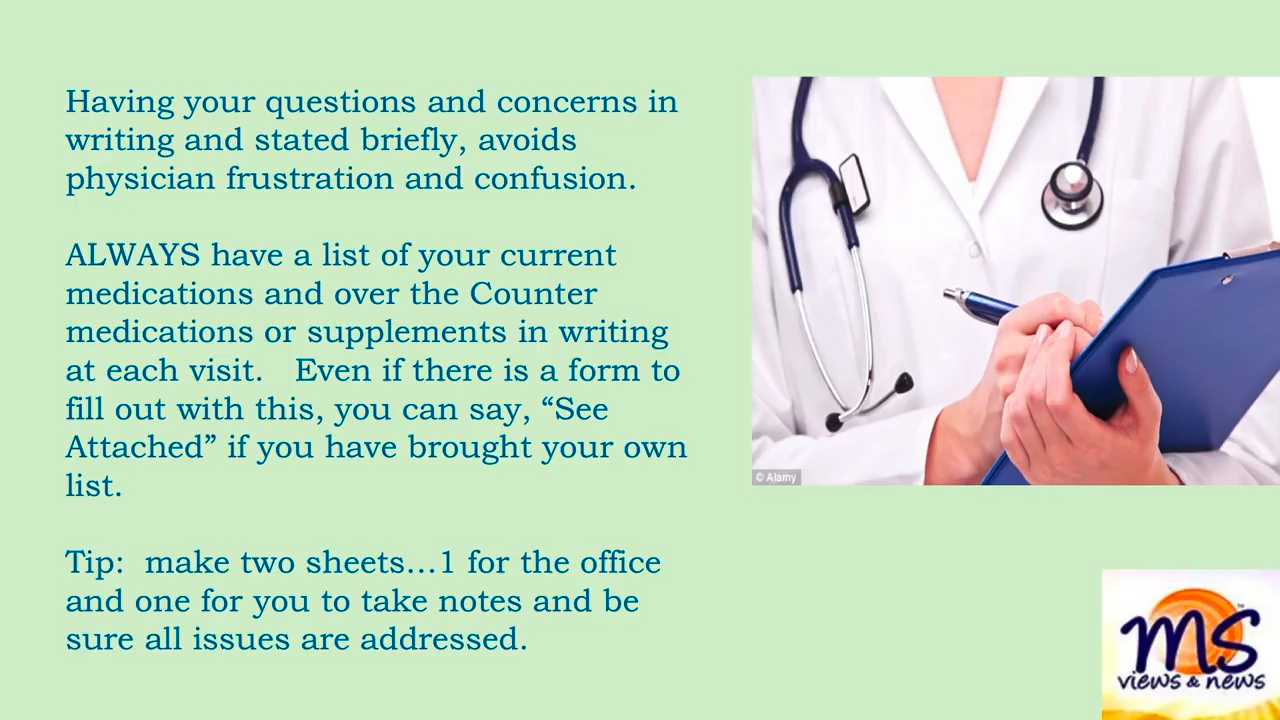 Having your questions and concerns in
writing and stated briefly, avoids
physician frustration and confusion.
ALWAYS have a list of your current
medications and over the Counter
medications or supplements in writing
at each visit.   Even if there is a form to
fill out with this, you can say, “See
Attached” if you have brought your own
list.
Tip:  make two sheets…1 for the office
and one for you to take notes and be
sure all issues are addressed.
© Alamy
MS
views & news